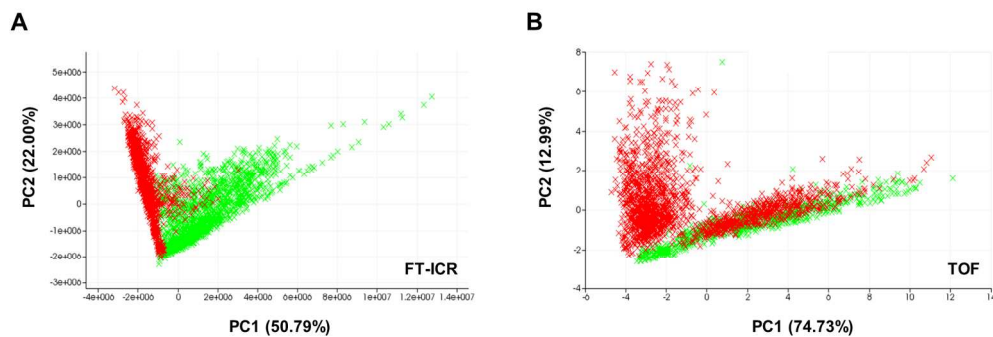 A
B
5e+006
4e+006
3e+006
2e+006
1e+006
0
-1e+006
-2e+006
-3e+006
-4e+006 -2e+006 0 2e+006 4e+006 6e+006 8e+006 1e+007 1.2e+007 1.4e+007
PC2 (22.00%)
FT-ICR
PC1 (50.79%)
8
6
4
2
0
-2
-4
-6 -4 -2 0 2 4 6 8 10 12 14
PC2 (12.99%)
TOF
PC1 (74.73%)